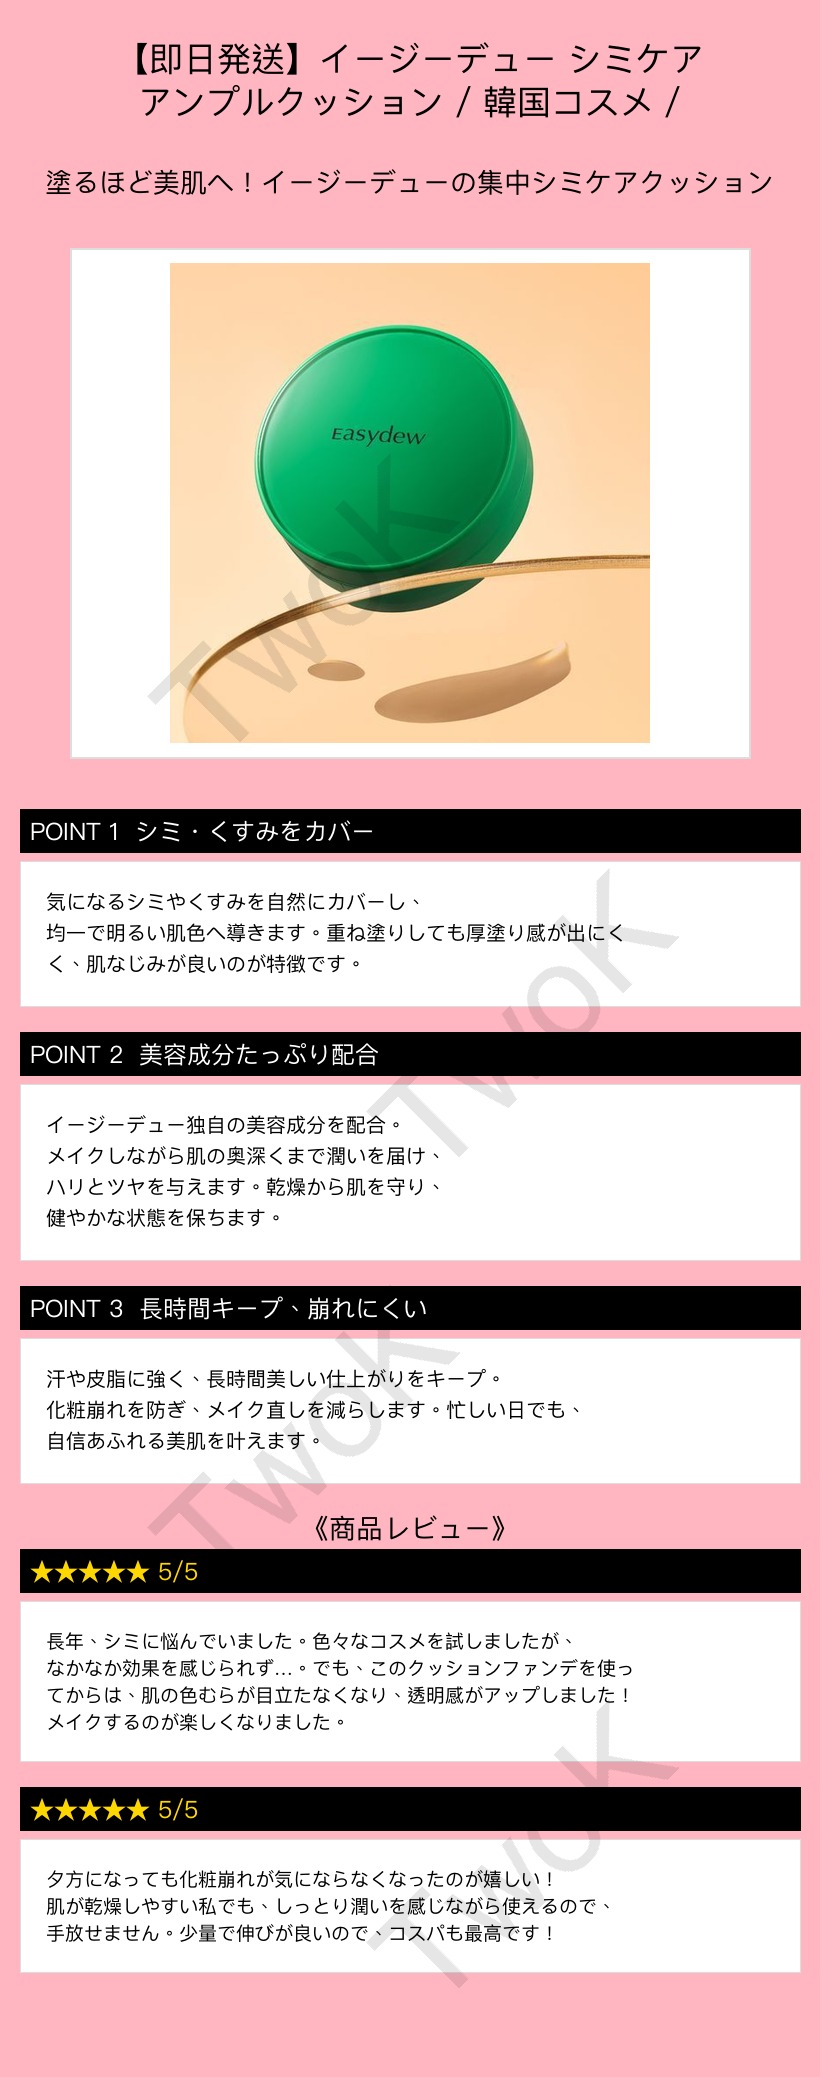 【即日発送】イージーデュー シミケア
アンプルクッション / 韓国コスメ /
塗るほど美肌へ！イージーデューの集中シミケアクッション
Easydew
TwoK
POINT 1 シミ・くすみをカバー
気になるシミやくすみを自然にカバーし、
均一で明るい肌色へ導きます。重ね塗りしても厚塗り感が出にく
く、肌なじみが良いのが特徴です。
TwoK
POINT 2 美容成分たっぷり配合
イージーデュー独自の美容成分を配合。
メイクしながら肌の奥深くまで潤いを届け、
ハリとツヤを与えます。乾燥から肌を守り、
健やかな状態を保ちます。
POINT 3 長時間キープ、崩れにくい
汗や皮脂に強く、長時間美しい仕上がりをキープ。
化粧崩れを防ぎ、メイク直しを減らします。忙しい日でも、
自信あふれる美肌を叶えます。
TwoK
《商品レビュー》
★★★★★ 5/5
長年、シミに悩んでいました。色々なコスメを試しましたが、
なかなか効果を感じられず…。でも、このクッションファンデを使っ
てからは、肌の色むらが目立たなくなり、透明感がアップしました！
メイクするのが楽しくなりました。
★★★★★ 5/5
夕方になっても化粧崩れが気にならなくなったのが嬉しい！
肌が乾燥しやすい私でも、しっとり潤いを感じながら使えるので、
手放せません。少量で伸びが良いので、コスパも最高です！
TwoK